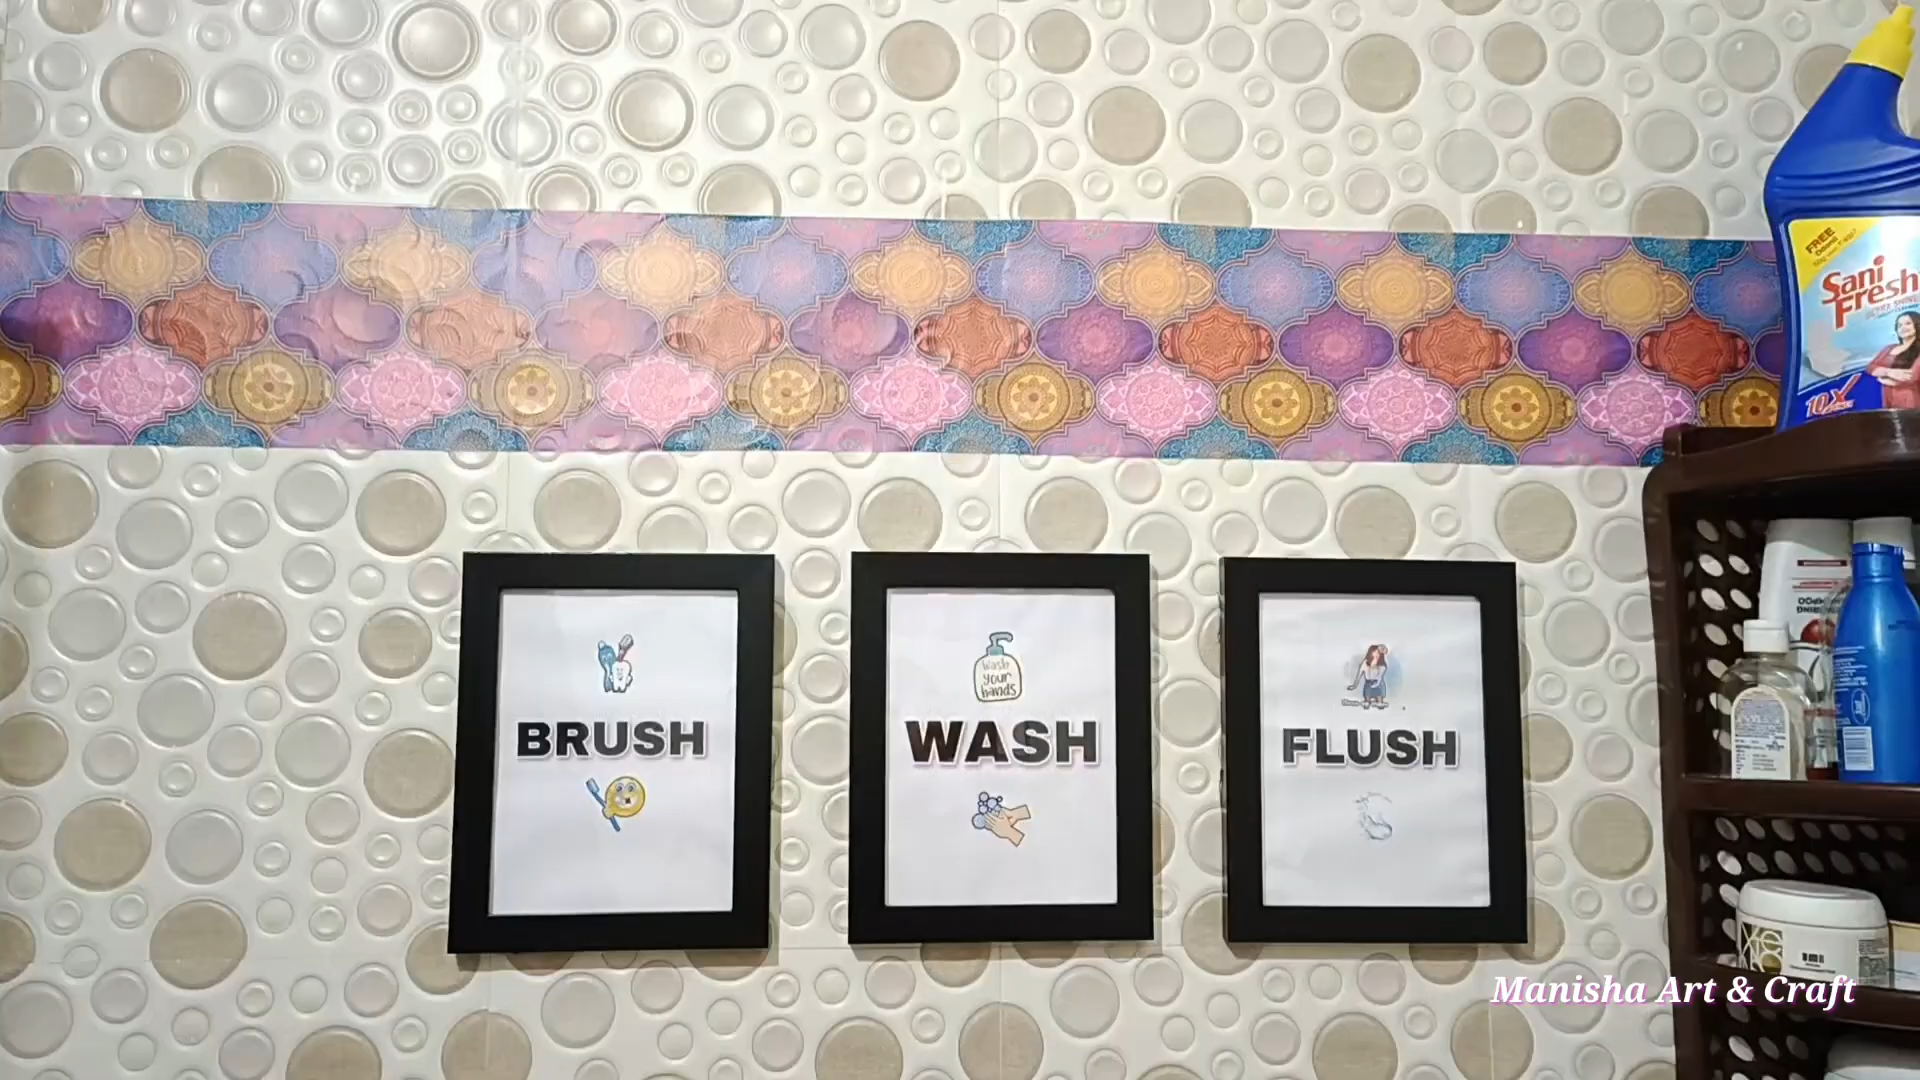 FREE
Sani
Fresh
10X
Wash
your
hands
BRUSH
WASH
FLUSH
Manisha Art & Craft